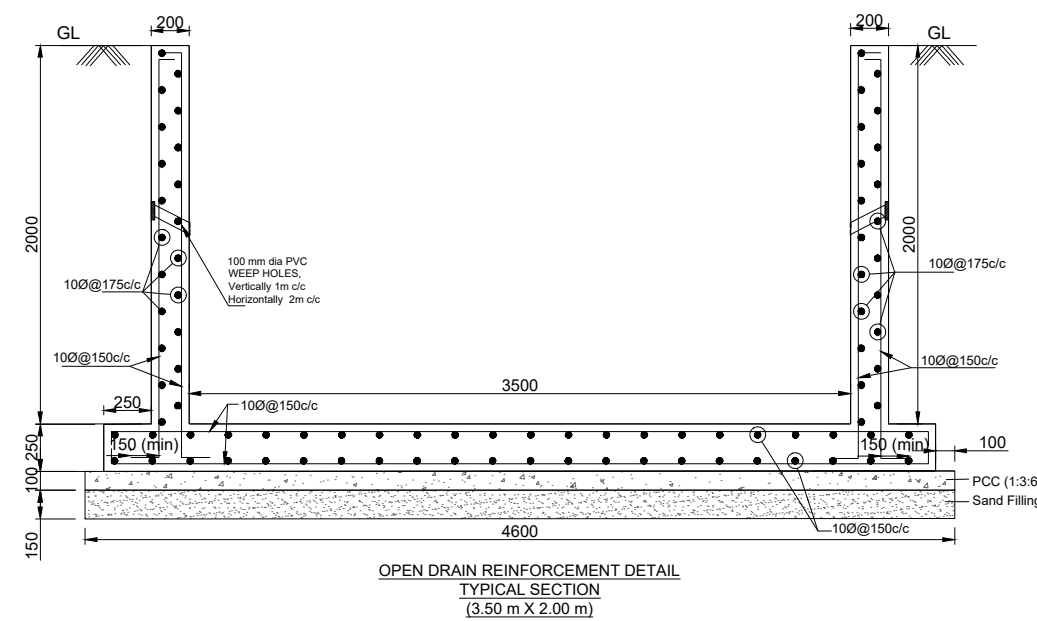 200
200
GL
GL
2000
2000
100 mm dia PVC
WEEP HOLES,
Vertically 1m c/c
Horizontally 2m c/c
10Ø@175c/c
10Ø@175c/c
10Ø@150c/c
10Ø@150c/c
3500
250
10Ø@150c/c
250
150 (min)
150 (min)
100
100
PCC (1:3:6
Sand Filling
150
10Ø@150c/c
4600
OPEN DRAIN REINFORCEMENT DETAIL
TYPICAL SECTION
(3.50 m X 2.00 m)